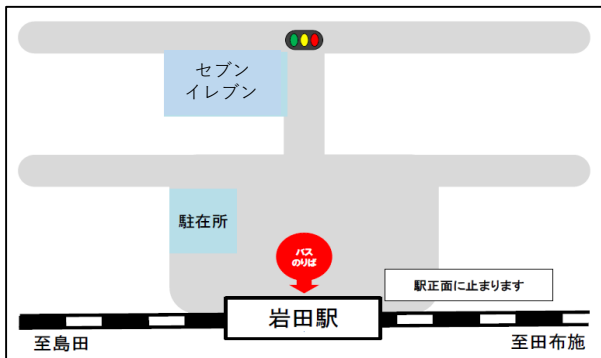 セブン
イレブン
駐在所
バス
のりば
駅正面に止まります
岩田駅
至島田
至田布施